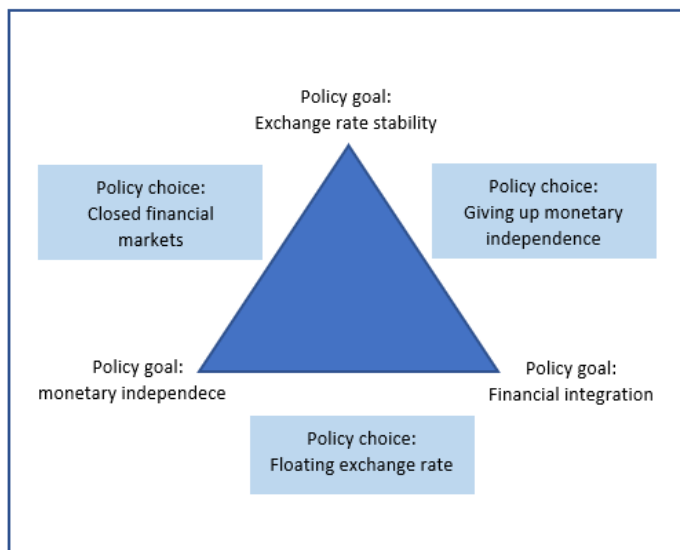 Policy goal:
Exchange rate stability
Policy choice:
Closed financial
markets
Policy choice:
Giving up monetary
independence
Policy goal:
monetary independece
Policy goal:
Financial integration
Policy choice:
Floating exchange rate